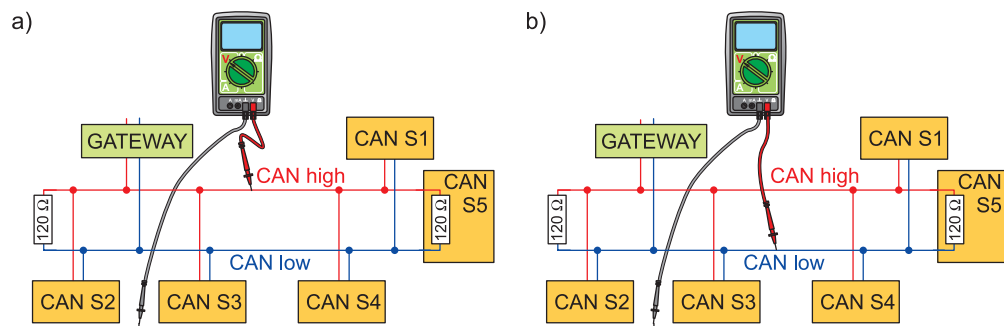 a)
V
Ω
A
GATEWAY
CAN S1
CAN high
CAN
S5
120 Ω
120 Ω
CAN low
CAN S2
CAN S3
CAN S4
b)
V
Ω
A
GATEWAY
CAN S1
CAN high
CAN
S5
120 Ω
120 Ω
CAN low
CAN S2
CAN S3
CAN S4